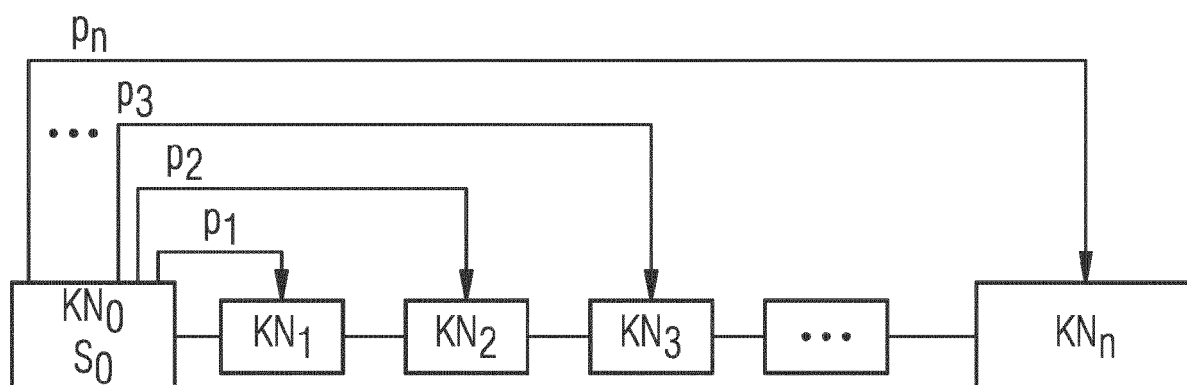 pₙ
p₃
•••
p₂
p₁
KN₀
S₀
KN₁
KN₂
KN₃
•••
KNₙ